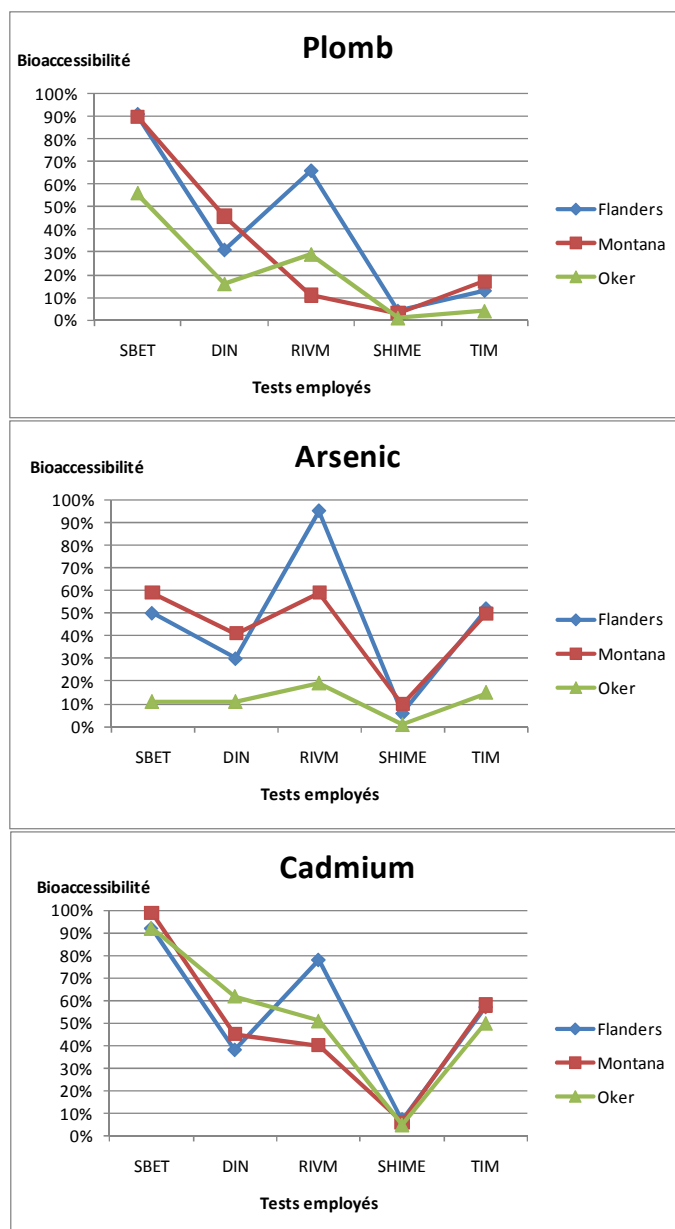 Plomb
Bioaccessibilité
100%
90%
80%
70%
60%
50%
40%
30%
20%
10%
0%
SBET DIN RIVM SHIME TIM
Tests employés
Flanders
Montana
Oker
Arsenic
Bioaccessibilité
100%
90%
80%
70%
60%
50%
40%
30%
20%
10%
0%
SBET DIN RIVM SHIME TIM
Tests employés
Flanders
Montana
Oker
Cadmium
Bioaccessibilité
100%
90%
80%
70%
60%
50%
40%
30%
20%
10%
0%
SBET DIN RIVM SHIME TIM
Tests employés
Flanders
Montana
Oker